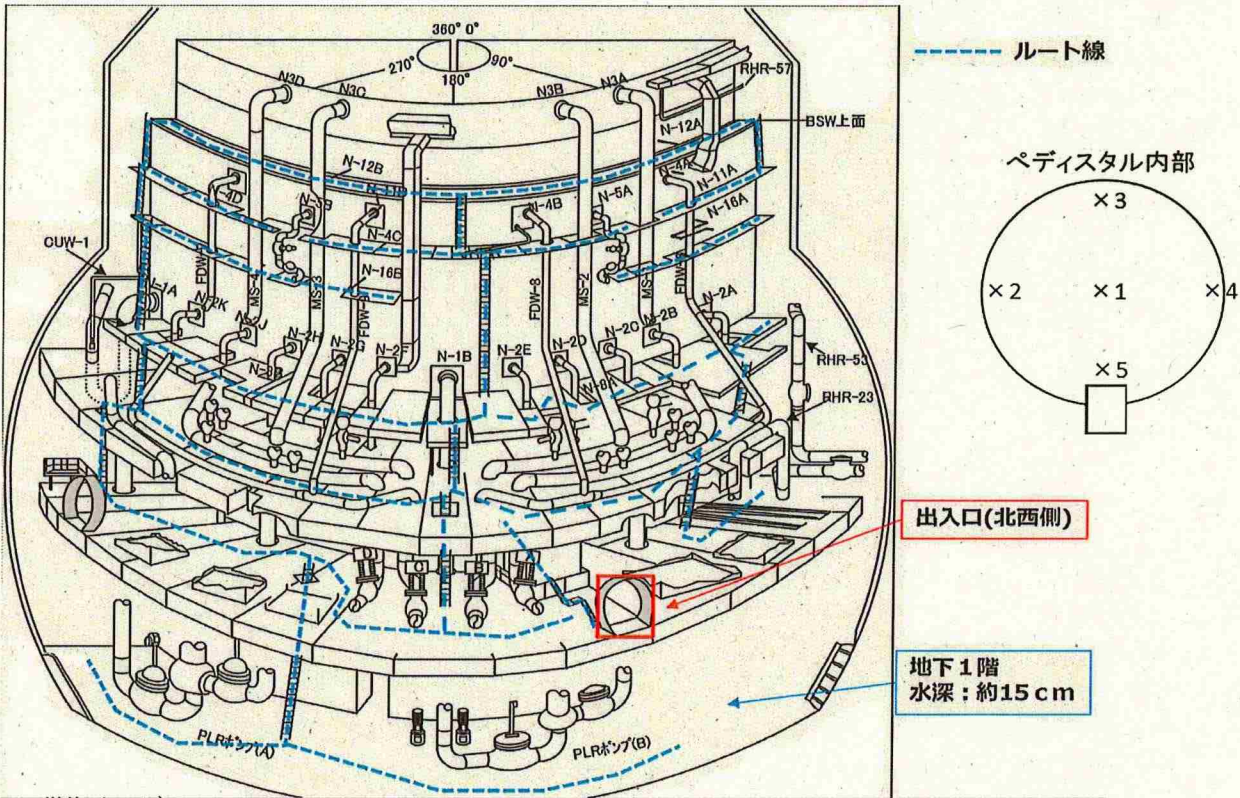 360° 0°
270°
90°
180°
N3D
N3C
N3B
N3A
RHR-57
BSW上面
N-12A
N-12B
N-4A
N-11A
N-4D
N-5B
N-4B
N-5A
N-4C
N-16A
N-16B
CUW-1
N-2K
N-2J
N-2H
N-2G
N-2F
N-1B
N-2E
N-2D
N-2C
N-2B
N-2A
MS-4
MS-2
FDW-8
RHR-53
RHR-23
PLRポンプ(A)
PLRポンプ(B)
ルート線
ペディスタル内部
×3
×2
×1
×4
×5
出入口(北西側)
地下１階
水深：約15ｃｍ